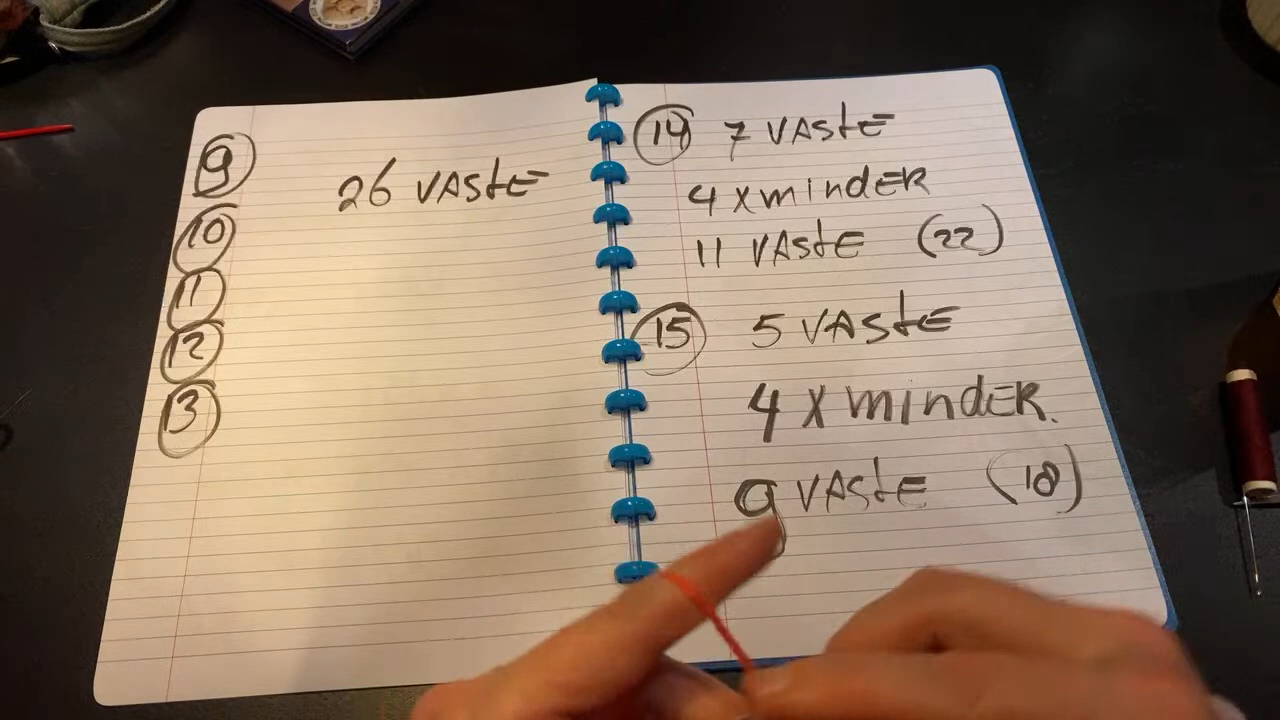 9
26 VASTE
10
11
12
13
14 7 VASTE
4 x minDER
11 VASTE (22)
15 5 VASTE
4 x minDER.
9 VASTE (18)